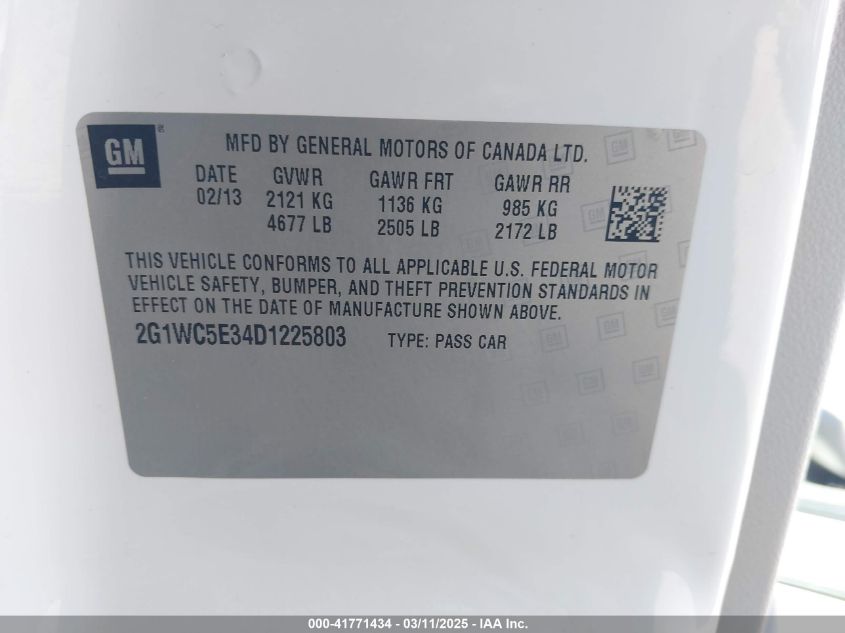 GM
MFD BY GENERAL MOTORS OF CANADA LTD.
DATE GVWR GAWR FRT GAWR RR
02/13 2121 KG 1136 KG 985 KG
4677 LB 2505 LB 2172 LB
THIS VEHICLE CONFORMS TO ALL APPLICABLE U.S. FEDERAL MOTOR
VEHICLE SAFETY, BUMPER, AND THEFT PREVENTION STANDARDS IN
EFFECT ON THE DATE OF MANUFACTURE SHOWN ABOVE.
2G1WC5E34D1225803 TYPE: PASS CAR
000-41771434 - 03/11/2025 - IAA Inc.